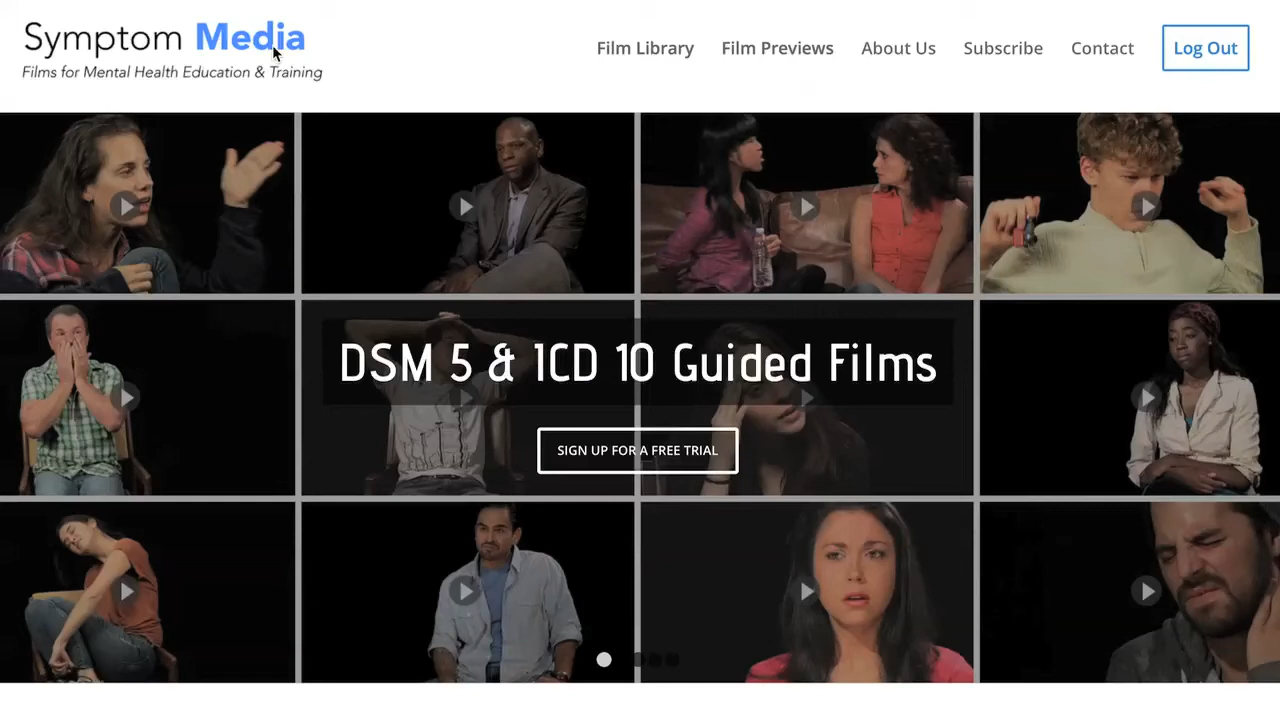 Symptom Media
Films for Mental Health Education & Training
Film Library
Film Previews
About Us
Subscribe
Contact
Log Out
DSM 5 & ICD 10 Guided Films
SIGN UP FOR A FREE TRIAL